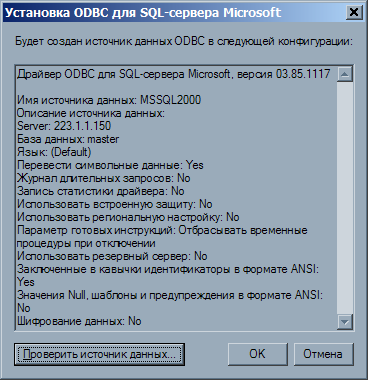 Установка ODBC для SQL-сервера Microsoft
Будет создан источник данных ODBC в следующей конфигурации:
Драйвер ODBC для SQL-сервера Microsoft, версия 03.85.1117
Имя источника данных: MSSQL2000
Описание источника данных:
Server: 223.1.1.150
База данных: master
Язык: (Default)
Перевести символьные данные: Yes
Журнал длительных запросов: No
Запись статистики драйвера: No
Использовать встроенную защиту: No
Использовать региональную настройку: No
Параметр готовых инструкций: Отбрасывать временные
процедуры при отключении
Использовать резервный сервер: No
Заключенные в кавычки идентификаторы в формате ANSI:
Yes
Значения Null, шаблоны и предупреждения в формате ANSI:
No
Шифрование данных: No
Проверить источник данных...
OK
Отмена